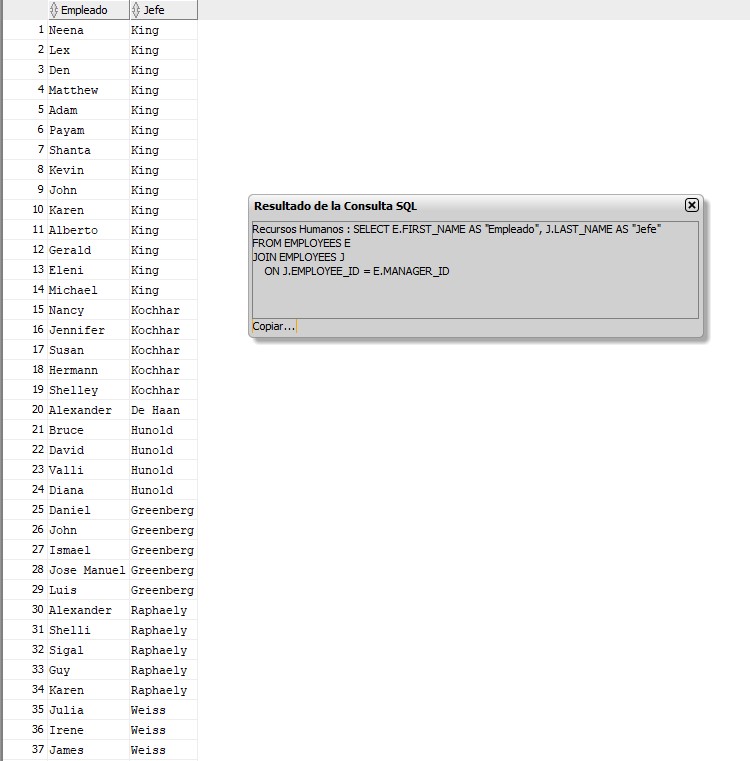 Empleado Jefe
1 Neena King
2 Lex King
3 Den King
4 Matthew King
5 Adam King
6 Payam King
7 Shanta King
8 Kevin King
9 John King
10 Karen King
11 Alberto King
12 Gerald King
13 Eleni King
14 Michael King
15 Nancy Kochhar
16 Jennifer Kochhar
17 Susan Kochhar
18 Hermann Kochhar
19 Shelley Kochhar
20 Alexander De Haan
21 Bruce Hunold
22 David Hunold
23 Valli Hunold
24 Diana Hunold
25 Daniel Greenberg
26 John Greenberg
27 Ismael Greenberg
28 Jose Manuel Greenberg
29 Luis Greenberg
30 Alexander Raphaely
31 Shelli Raphaely
32 Sigal Raphaely
33 Guy Raphaely
34 Karen Raphaely
35 Julia Weiss
36 Irene Weiss
37 James Weiss
Resultado de la Consulta SQL
Recursos Humanos : SELECT E.FIRST_NAME AS "Empleado", J.LAST_NAME AS "Jefe"
FROM EMPLOYEES E
JOIN EMPLOYEES J
ON J.EMPLOYEE_ID = E.MANAGER_ID
Copiar...